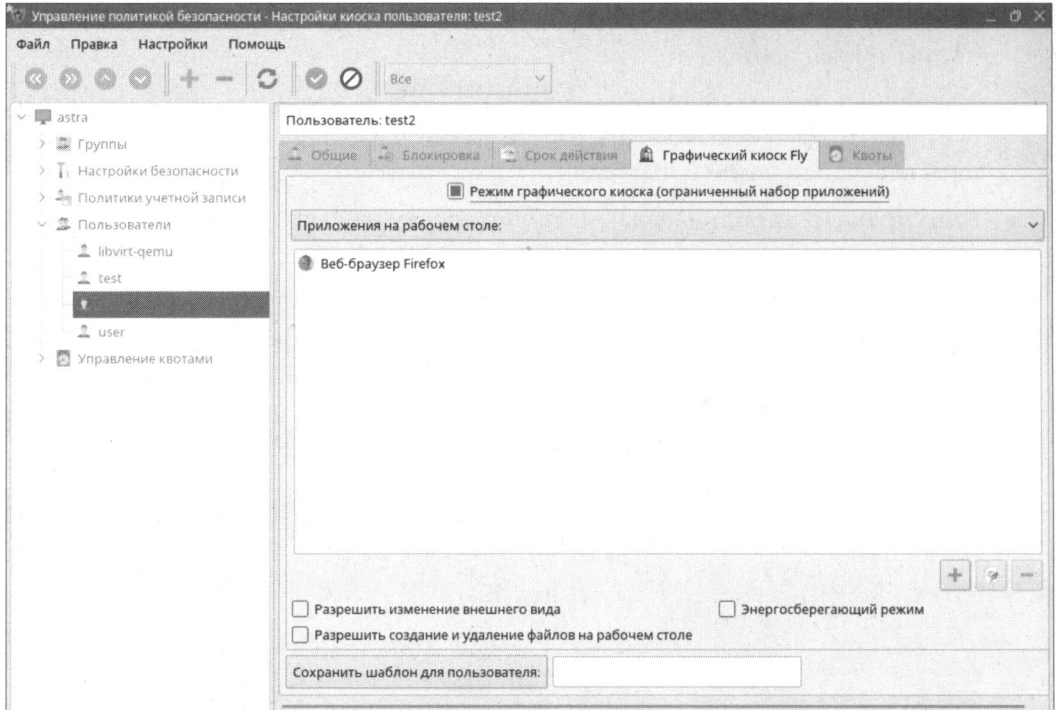 Управление политикой безопасности - Настройки киоска пользователя: test2
Файл Правка Настройки Помощь
Все
astra
Группы
Настройки безопасности
Политики учетной записи
Пользователи
libvirt-qemu
test
user
Управление квотами
Пользователь: test2
Общие Блокировка Срок действия Графический киоск Fly Квоты
Режим графического киоска (ограниченный набор приложений)
Приложения на рабочем столе:
Веб-браузер Firefox
Разрешить изменение внешнего вида Энергосберегающий режим
Разрешить создание и удаление файлов на рабочем столе
Сохранить шаблон для пользователя: